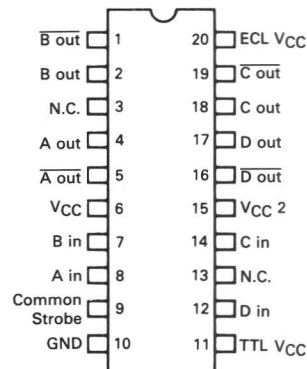 B out 1 20 ECL VCC
B out 2 19 C out
N.C. 3 18 C out
A out 4 17 D out
A out 5 16 D out
VCC 6 15 VCC 2
B in 7 14 C in
A in 8 13 N.C.
Common
Strobe 9 12 D in
GND 10 11 TTL VCC